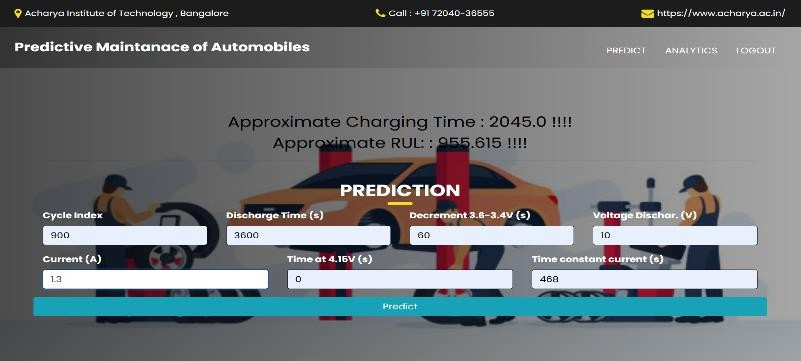 Acharya Institute of Technology , Bangalore
Call : +91 72040-36555
https://www.acharya.ac.in/
Predictive Maintanace of Automobiles
PREDICT ANALYTICS LOGOUT
Approximate Charging Time : 2045.0 !!!!
Approximate RUL: : 955.615 !!!!
PREDICTION
Cycle Index Discharge Time (s) Decrement 3.6-3.4V (s) Voltage Dischar. (V)
900 3600 60 10
Current (A) Time at 4.15V (s) Time constant current (s)
1.3 0 468
Predict